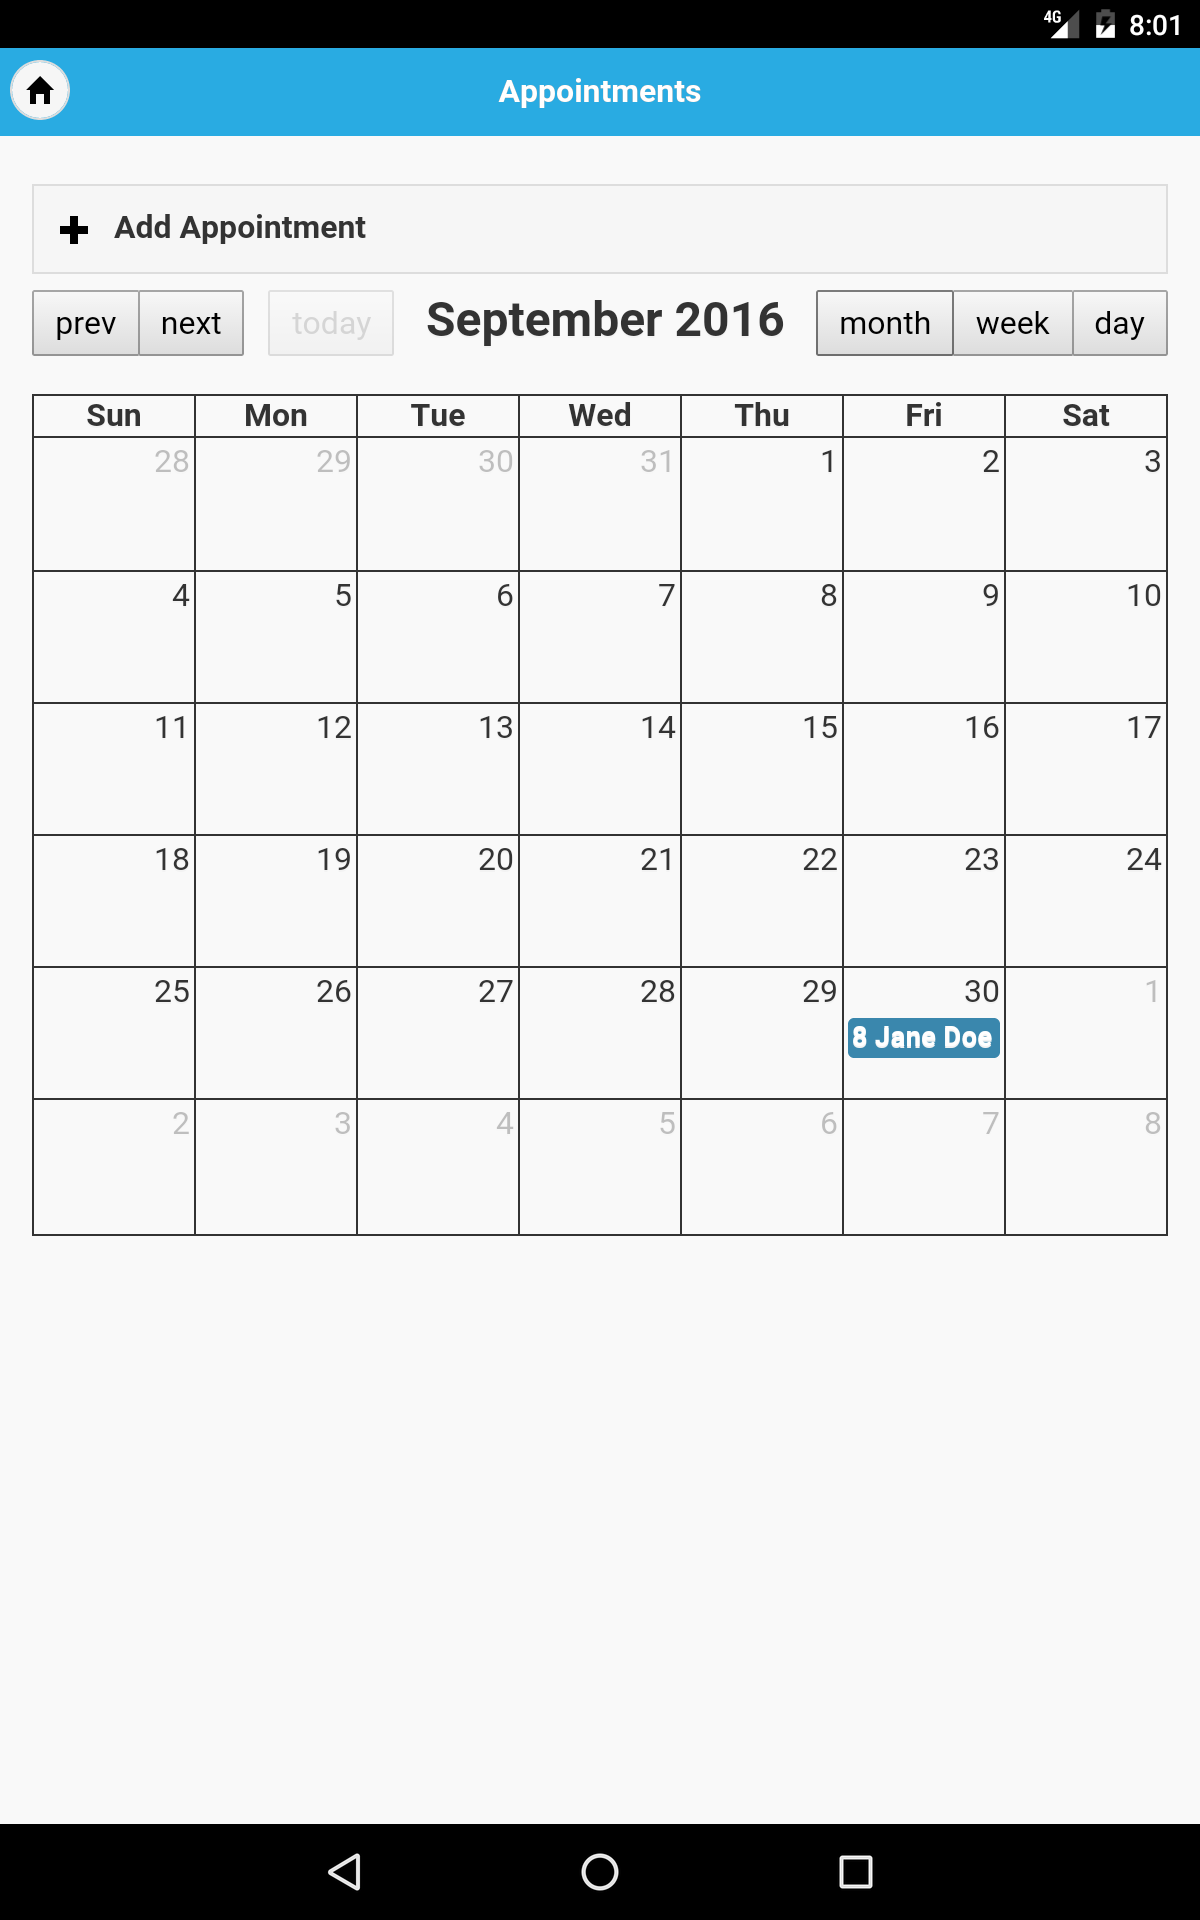 4G 8:01
Appointments
Add Appointment
prev next today September 2016 month week day
Sun Mon Tue Wed Thu Fri Sat
28 29 30 31 1 2 3
4 5 6 7 8 9 10
11 12 13 14 15 16 17
18 19 20 21 22 23 24
25 26 27 28 29 30 1
8 Jane Doe
2 3 4 5 6 7 8